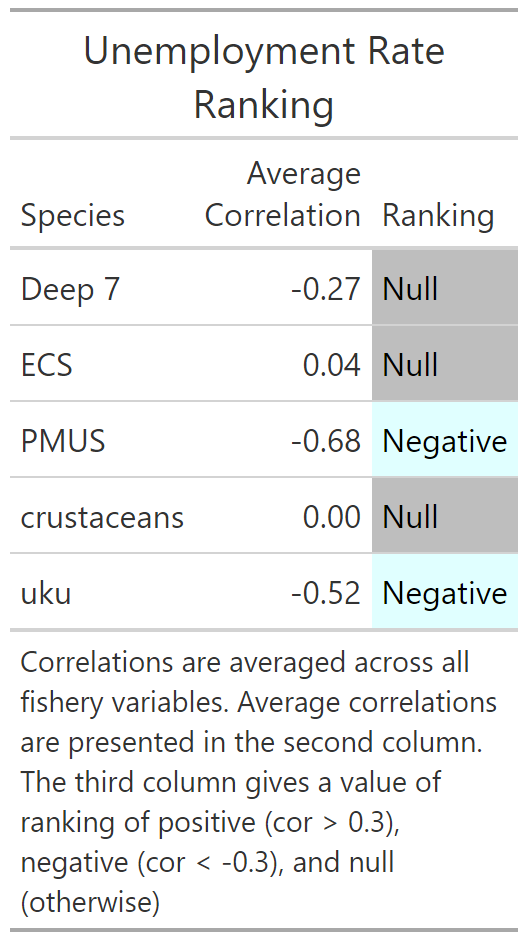 Unemployment Rate
Ranking
Species Average Correlation Ranking
Deep 7 -0.27 Null
ECS 0.04 Null
PMUS -0.68 Negative
crustaceans 0.00 Null
uku -0.52 Negative
Correlations are averaged across all
fishery variables. Average correlations
are presented in the second column.
The third column gives a value of
ranking of positive (cor > 0.3),
negative (cor < -0.3), and null
(otherwise)